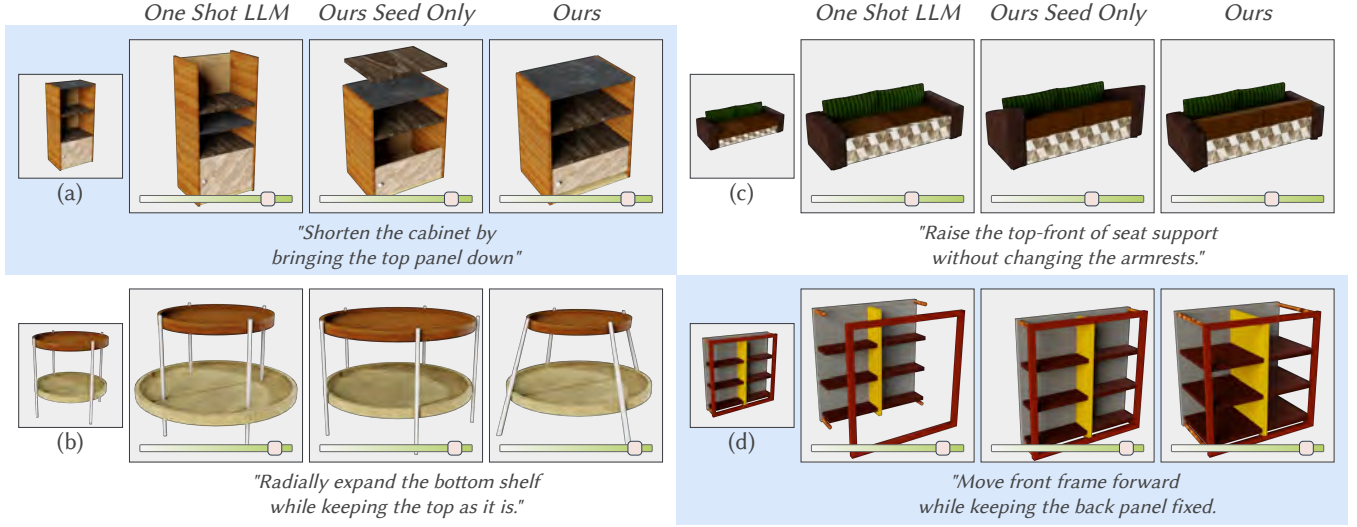 One Shot LLM Ours Seed Only Ours
One Shot LLM Ours Seed Only Ours
(a)
"Shorten the cabinet by
bringing the top panel down"
(c)
"Raise the top-front of seat support
without changing the armrests."
(b)
"Radially expand the bottom shelf
while keeping the top as it is."
(d)
"Move front frame forward
while keeping the back panel fixed.